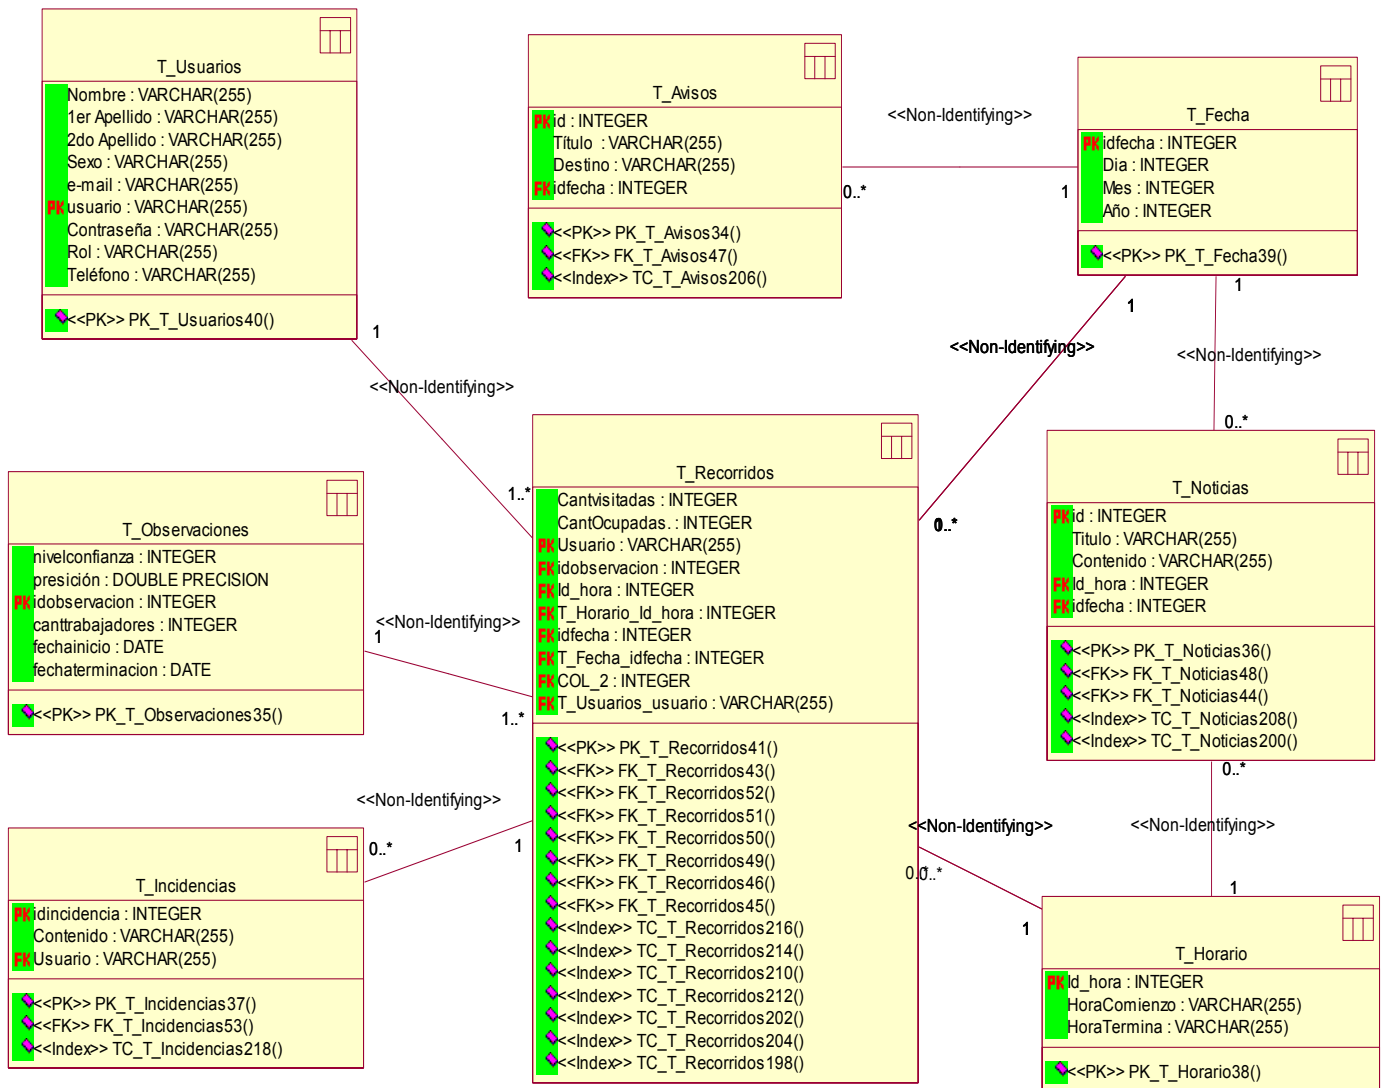 T_Usuarios
Nombre : VARCHAR(255)
1er Apellido : VARCHAR(255)
2do Apellido : VARCHAR(255)
Sexo : VARCHAR(255)
e-mail : VARCHAR(255)
PK usuario : VARCHAR(255)
Contraseña : VARCHAR(255)
Rol : VARCHAR(255)
Teléfono : VARCHAR(255)
<<PK>> PK_T_Usuarios40()
T_Avisos
PK id : INTEGER
Título : VARCHAR(255)
Destino : VARCHAR(255)
FK idfecha : INTEGER
<<PK>> PK_T_Avisos34()
<<FK>> FK_T_Avisos47()
<<Index>> TC_T_Avisos206()
<<Non-Identifying>>
0..*
1
T_Fecha
PK idfecha : INTEGER
Dia : INTEGER
Mes : INTEGER
Año : INTEGER
<<PK>> PK_T_Fecha39()
1
<<Non-Identifying>>
1..*
1
<<Non-Identifying>>
0..*
1
<<Non-Identifying>>
0..*
T_Observaciones
nivelconfianza : INTEGER
presición : DOUBLE PRECISION
PK idobservacion : INTEGER
canttrabajadores : INTEGER
fechainicio : DATE
fechaterminacion : DATE
<<PK>> PK_T_Observaciones35()
<<Non-Identifying>>
1
1..*
T_Recorridos
Cantvisitadas : INTEGER
CantOcupadas. : INTEGER
PK Usuario : VARCHAR(255)
FK idobservacion : INTEGER
FK Id_hora : INTEGER
FK T_Horario_Id_hora : INTEGER
FK idfecha : INTEGER
FK T_Fecha_idfecha : INTEGER
FK COL_2 : INTEGER
FK T_Usuarios_usuario : VARCHAR(255)
<<PK>> PK_T_Recorridos41()
<<FK>> FK_T_Recorridos43()
<<FK>> FK_T_Recorridos52()
<<FK>> FK_T_Recorridos51()
<<FK>> FK_T_Recorridos50()
<<FK>> FK_T_Recorridos49()
<<FK>> FK_T_Recorridos46()
<<FK>> FK_T_Recorridos45()
<<Index>> TC_T_Recorridos216()
<<Index>> TC_T_Recorridos214()
<<Index>> TC_T_Recorridos210()
<<Index>> TC_T_Recorridos212()
<<Index>> TC_T_Recorridos202()
<<Index>> TC_T_Recorridos204()
<<Index>> TC_T_Recorridos198()
T_Noticias
PK id : INTEGER
Titulo : VARCHAR(255)
Contenido : VARCHAR(255)
FK Id_hora : INTEGER
FK idfecha : INTEGER
<<PK>> PK_T_Noticias36()
<<FK>> FK_T_Noticias48()
<<FK>> FK_T_Noticias44()
<<Index>> TC_T_Noticias208()
<<Index>> TC_T_Noticias200()
<<Non-Identifying>>
0..*
1
T_Incidencias
PK idincidencia : INTEGER
Contenido : VARCHAR(255)
FK Usuario : VARCHAR(255)
<<PK>> PK_T_Incidencias37()
<<FK>> FK_T_Incidencias53()
<<Index>> TC_T_Incidencias218()
<<Non-Identifying>>
0..*
1
0..*
<<Non-Identifying>>
1
T_Horario
PK Id_hora : INTEGER
HoraComienzo : VARCHAR(255)
HoraTermina : VARCHAR(255)
<<PK>> PK_T_Horario38()